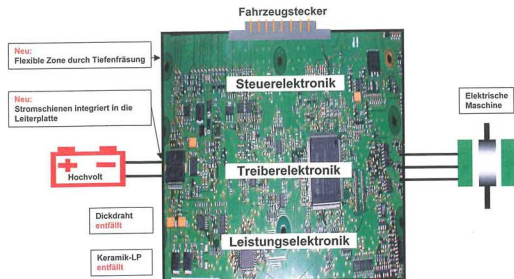 Fahrzeugstecker
Neu:
Flexible Zone durch Tiefenfräsung
Steuerelektronik
Neu:
Stromschienen integriert in die
Leiterplatte
Elektrische
Maschine
+ -
Hochvolt
Treiberelektronik
Dickdraht
entfällt
Leistungselektronik
Keramik-LP
entfällt